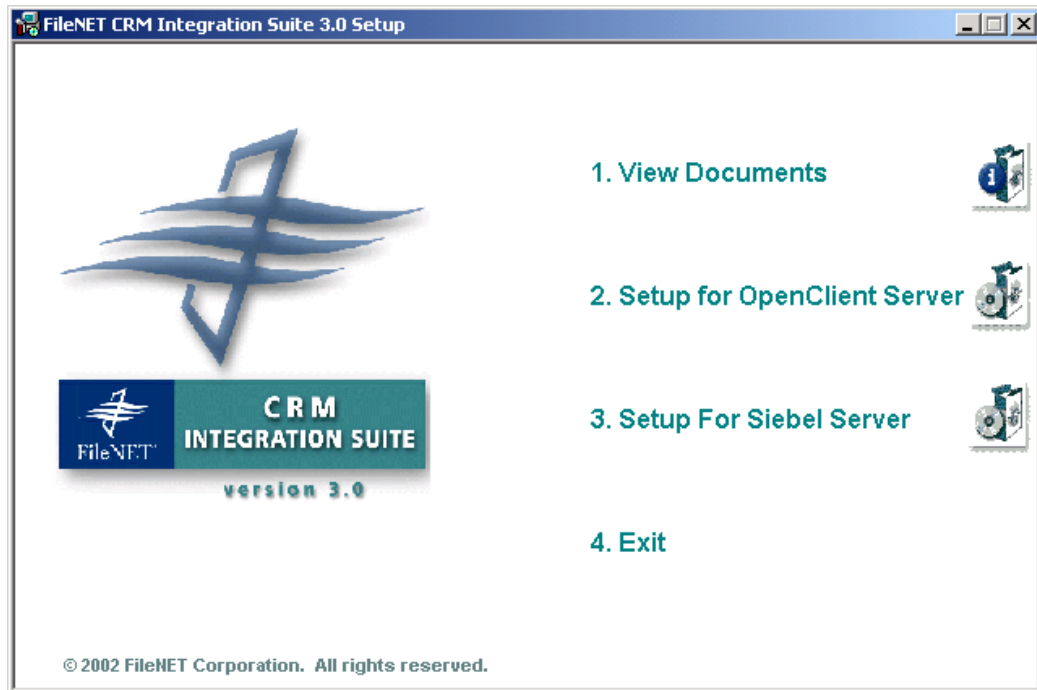 FileNET CRM Integration Suite 3.0 Setup
1. View Documents
2. Setup for OpenClient Server
3. Setup For Siebel Server
4. Exit
FileNET
CRM
INTEGRATION SUITE
version 3.0
© 2002 FileNET Corporation. All rights reserved.